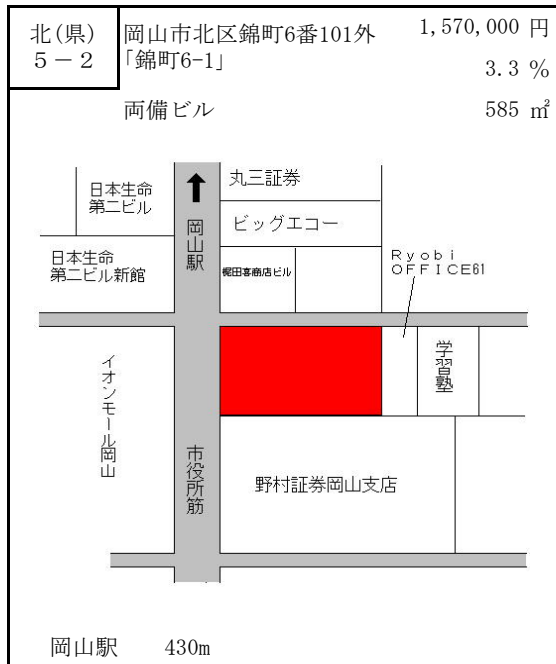 北(県)
5－2
岡山市北区錦町6番101外
「錦町6-1」
1,570,000 円
3.3 %
両備ビル
585 ㎡
日本生命
第二ビル
岡山駅
丸三証券
ビッグエコー
日本生命
第二ビル新館
梶田喜商店ビル
Ryobi
OFFICE61
イオンモール岡山
学習塾
市役所筋
野村証券岡山支店
岡山駅 430m